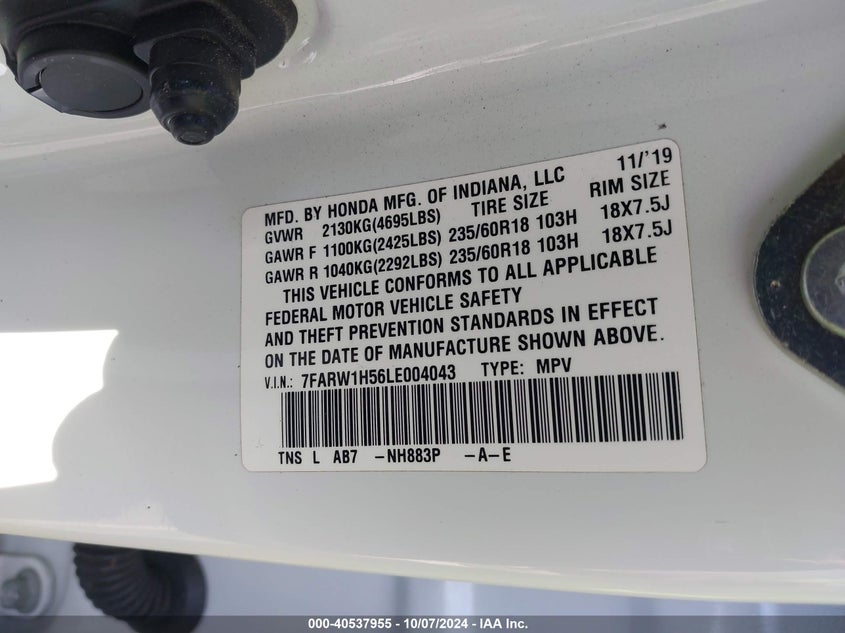 MFD. BY HONDA MFG. OF INDIANA, LLC 11/'19
GVWR 2130KG(4695LBS) TIRE SIZE RIM SIZE
GAWR F 1100KG(2425LBS) 235/60R18 103H 18X7.5J
GAWR R 1040KG(2292LBS) 235/60R18 103H 18X7.5J
THIS VEHICLE CONFORMS TO ALL APPLICABLE
FEDERAL MOTOR VEHICLE SAFETY
AND THEFT PREVENTION STANDARDS IN EFFECT
ON THE DATE OF MANUFACTURE SHOWN ABOVE.
V.I.N.: 7FARW1H56LE004043 TYPE: MPV
TNS L AB7 -NH883P -A-E
000-40537955 - 10/07/2024 - IAA Inc.